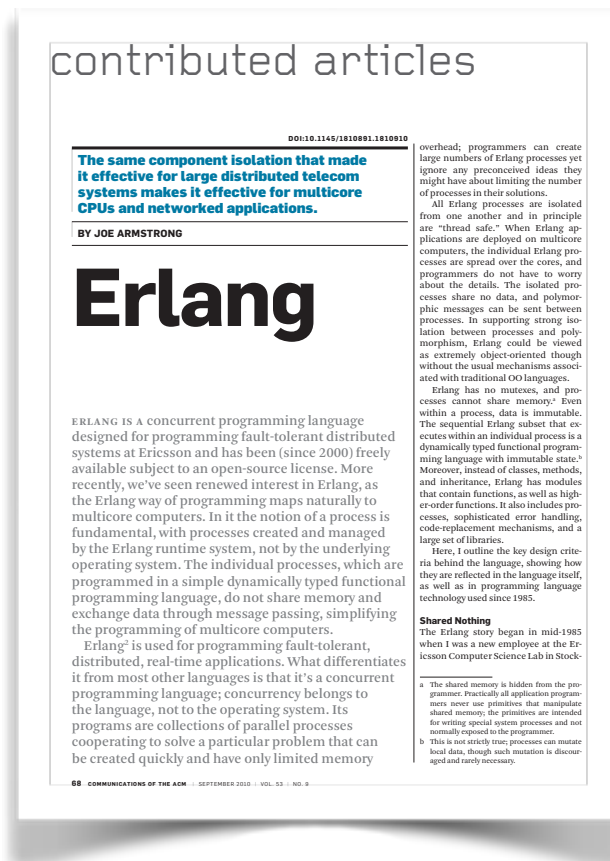 contributed articles
DOI:10.1145/1810891.1810910
The same component isolation that made
it effective for large distributed telecom
systems makes it effective for multicore
CPUs and networked applications.
BY JOE ARMSTRONG
Erlang
ERLANG IS A concurrent programming language
designed for programming fault-tolerant distributed
systems at Ericsson and has been (since 2000) freely
available subject to an open-source license. More
recently, we've seen renewed interest in Erlang, as
the Erlang way of programming maps naturally to
multicore computers. In it the notion of a process is
fundamental, with processes created and managed
by the Erlang runtime system, not by the underlying
operating system. The individual processes, which are
programmed in a simple dynamically typed functional
programming language, do not share memory and
exchange data through message passing, simplifying
the programming of multicore computers.
Erlang² is used for programming fault-tolerant,
distributed, real-time applications. What differentiates
it from most other languages is that it's a concurrent
programming language; concurrency belongs to
the language, not to the operating system. Its
programs are collections of parallel processes
cooperating to solve a particular problem that can
be created quickly and have only limited memory
overhead; programmers can create
large numbers of Erlang processes yet
ignore any preconceived ideas they
might have about limiting the number
of processes in their solutions.
All Erlang processes are isolated
from one another and in principle
are "thread safe." When Erlang ap-
plications are deployed on multicore
computers, the individual Erlang pro-
cesses are spread over the cores, and
programmers do not have to worry
about the details. The isolated pro-
cesses share no data, and polymor-
phic messages can be sent between
processes. In supporting strong iso-
lation between processes and poly-
morphism, Erlang could be viewed
as extremely object-oriented though
without the usual mechanisms associ-
ated with traditional OO languages.
Erlang has no mutexes, and pro-
cesses cannot share memory.ᵃ Even
within a process, data is immutable.
The sequential Erlang subset that ex-
ecutes within an individual process is a
dynamically typed functional program-
ming language with immutable state.ᵇ
Moreover, instead of classes, methods,
and inheritance, Erlang has modules
that contain functions, as well as high-
er-order functions. It also includes pro-
cesses, sophisticated error handling,
code-replacement mechanisms, and a
large set of libraries.
Here, I outline the key design crite-
ria behind the language, showing how
they are reflected in the language itself,
as well as in programming language
technology used since 1985.
Shared Nothing
The Erlang story began in mid-1985
when I was a new employee at the Er-
icsson Computer Science Lab in Stock-
a The shared memory is hidden from the pro-
grammer. Practically all application program-
mers never use primitives that manipulate
shared memory; the primitives are intended
for writing special system processes and not
normally exposed to the programmer.
b This is not strictly true; processes can mutate
local data, though such mutation is discour-
aged and rarely necessary.
68 COMMUNICATIONS OF THE ACM | SEPTEMBER 2010 | VOL. 53 | NO. 9